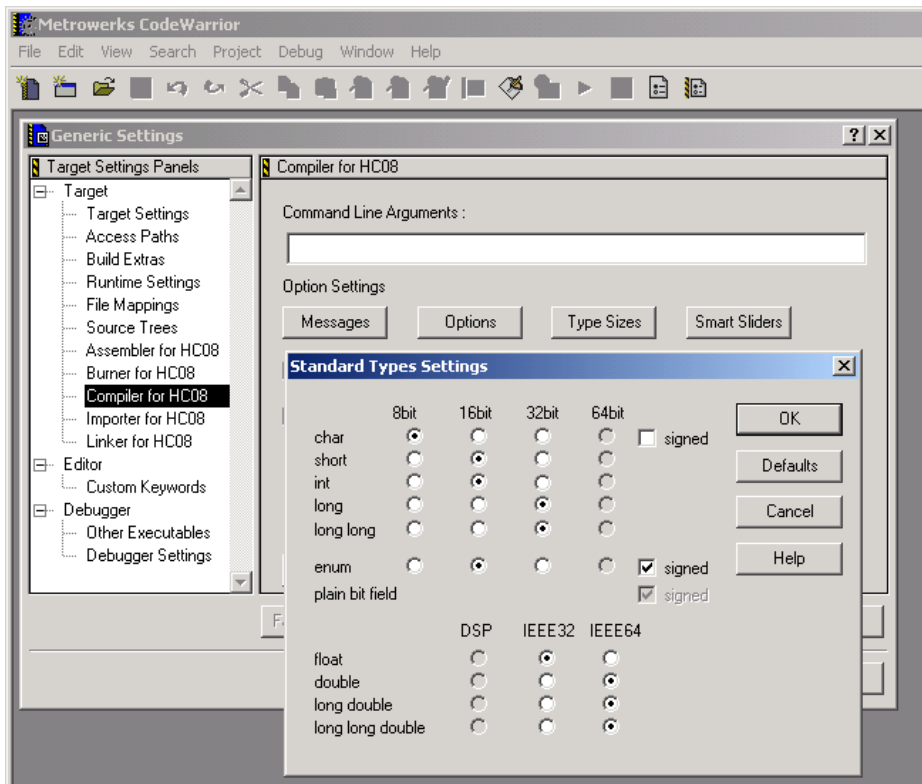 Metrowerks CodeWarrior
File Edit View Search Project Debug Window Help
Generic Settings
Target Settings Panels
Target
Target Settings
Access Paths
Build Extras
Runtime Settings
File Mappings
Source Trees
Assembler for HC08
Burner for HC08
Compiler for HC08
Importer for HC08
Linker for HC08
Editor
Custom Keywords
Debugger
Other Executables
Debugger Settings
Compiler for HC08
Command Line Arguments :
Option Settings
Messages Options Type Sizes Smart Sliders
Standard Types Settings
8bit 16bit 32bit 64bit
char signed
short
int
long
long long
enum signed
plain bit field signed
DSP IEEE32 IEEE64
float
double
long double
long long double
OK
Defaults
Cancel
Help